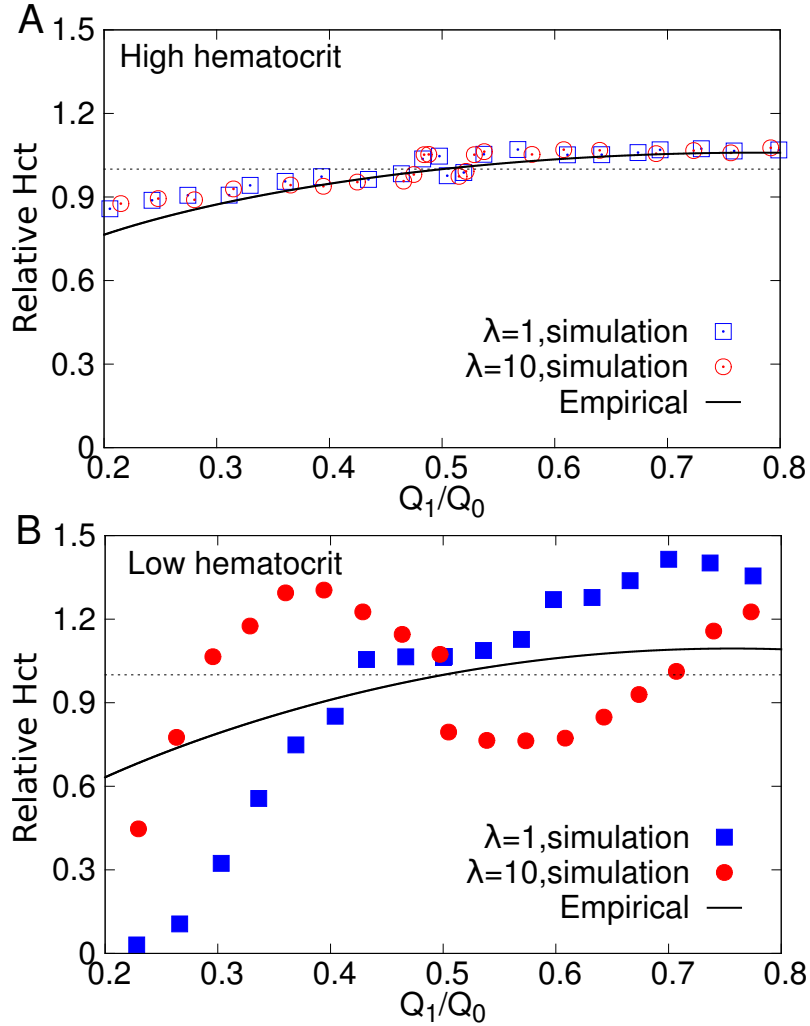 A
High hematocrit
Relative Hct
1.5
1.2
0.9
0.6
0.3
0
λ=1,simulation
λ=10,simulation
Empirical
0.2 0.3 0.4 0.5 0.6 0.7 0.8
Q1/Q0
B
Low hematocrit
Relative Hct
1.5
1.2
0.9
0.6
0.3
0
λ=1,simulation
λ=10,simulation
Empirical
0.2 0.3 0.4 0.5 0.6 0.7 0.8
Q1/Q0